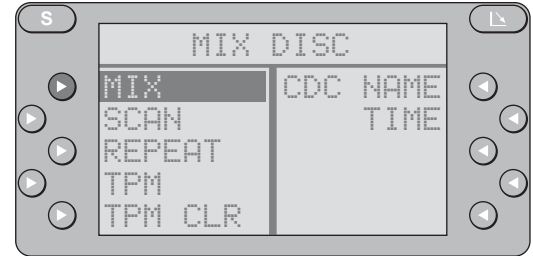 S
MIX DISC
MIX
SCAN
REPEAT
TPM
TPM CLR
CDC NAME
TIME